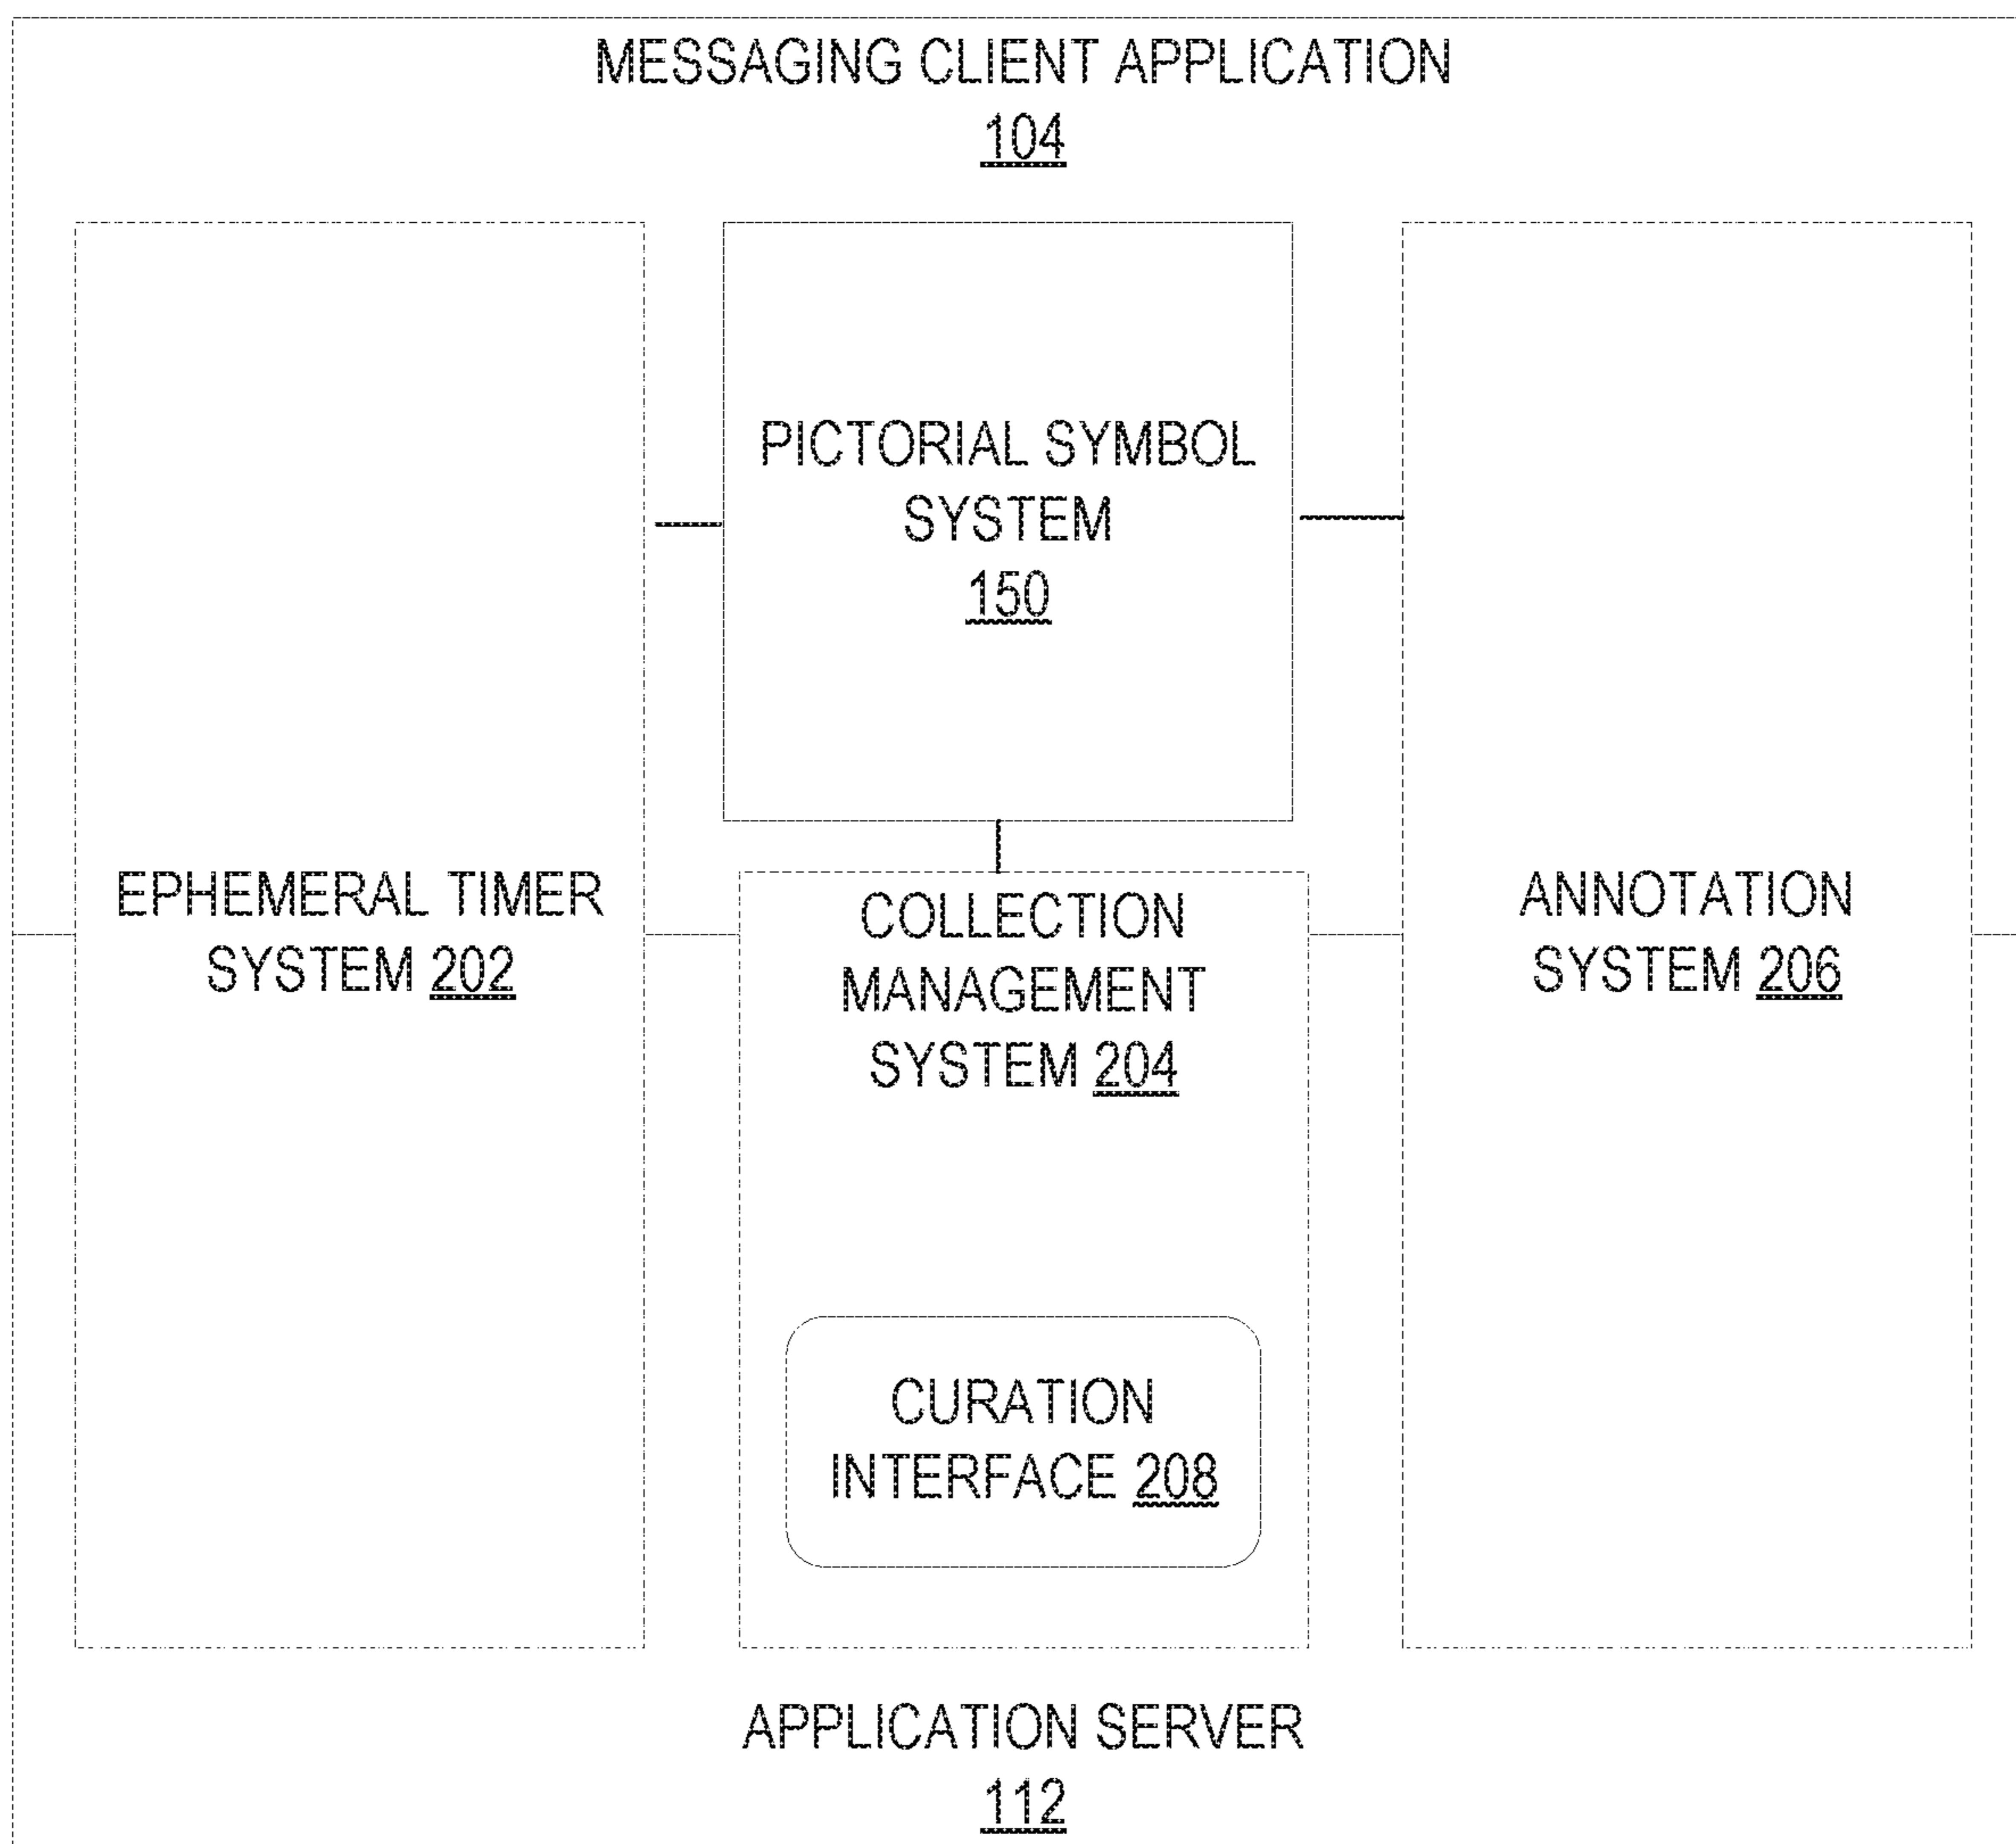 MESSAGING CLIENT APPLICATION
104
PICTORIAL SYMBOL
SYSTEM
150
EPHEMERAL TIMER
SYSTEM 202
COLLECTION
MANAGEMENT
SYSTEM 204
ANNOTATION
SYSTEM 206
CURATION
INTERFACE 208
APPLICATION SERVER
112